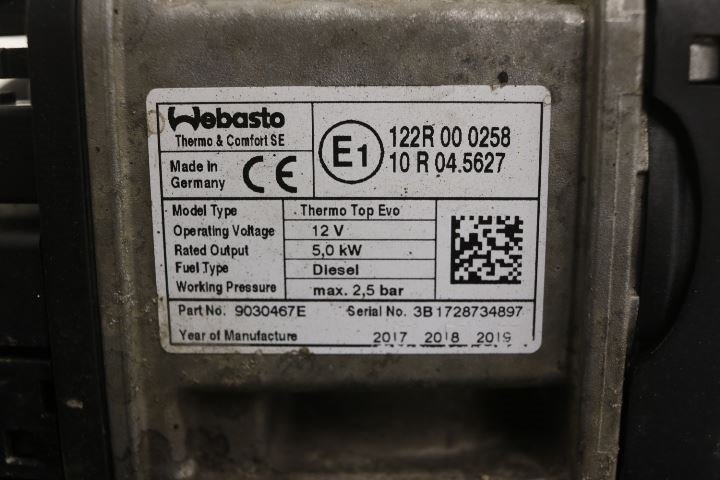 Webasto
Thermo & Comfort SE
Made in
Germany
CE
E1
122R 00 0258
10 R 04.5627
Model Type Thermo Top Evo
Operating Voltage 12 V
Rated Output 5,0 kW
Fuel Type Diesel
Working Pressure max. 2,5 bar
Part No. 9030467E Serial No. 3B1728734897
Year of Manufacture 2017 2018 2019